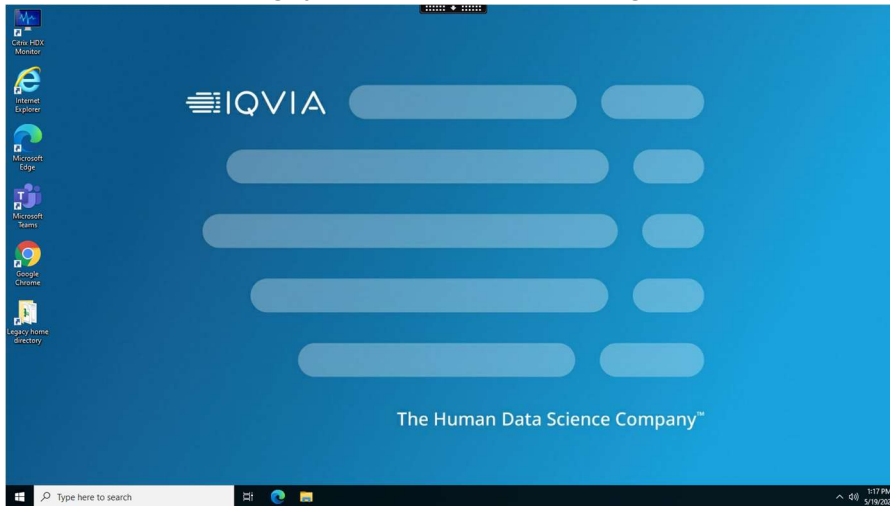 Citrix HDX
Monitor
Internet
Explorer
Microsoft
Edge
Microsoft
Teams
Google
Chrome
Legacy home
directory
IQVIA
The Human Data Science Company™
Type here to search
1:17 PM